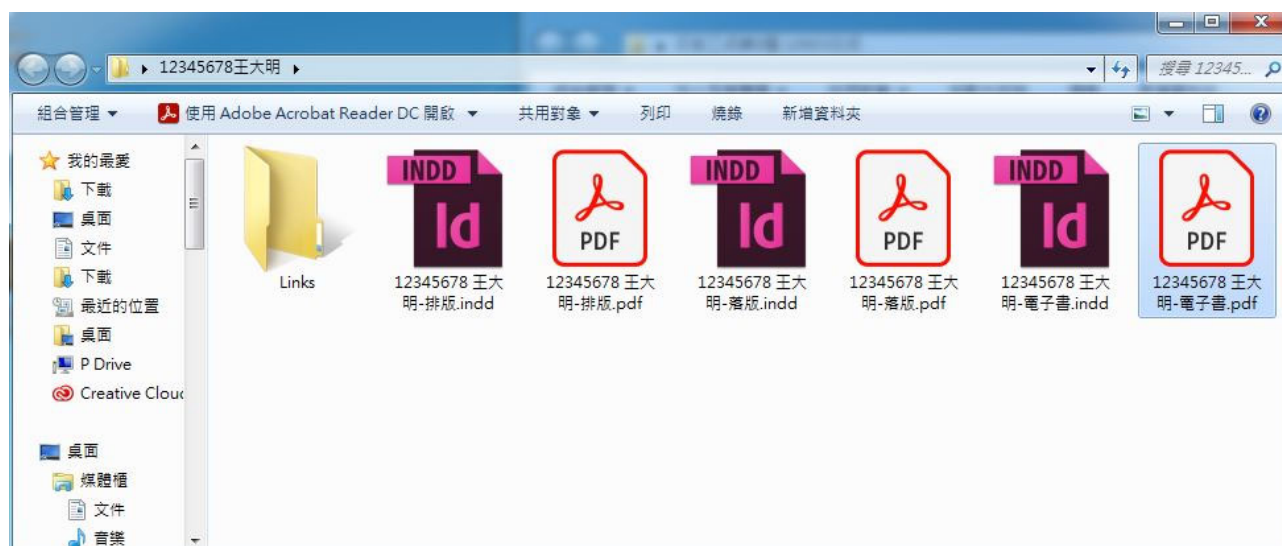 12345678王大明
搜尋 12345...
組合管理
使用 Adobe Acrobat Reader DC 開啟
共用對象
列印
燒錄
新增資料夾
我的最愛
下載
桌面
文件
下載
最近的位置
桌面
P Drive
Creative Clou
桌面
媒體櫃
文件
音樂
Links
INDD
Id
12345678 王大
明-排版.indd
PDF
12345678 王大
明-排版.pdf
INDD
Id
12345678 王大
明-落版.indd
PDF
12345678 王大
明-落版.pdf
INDD
Id
12345678 王大
明-電子書.indd
PDF
12345678 王大
明-電子書.pdf